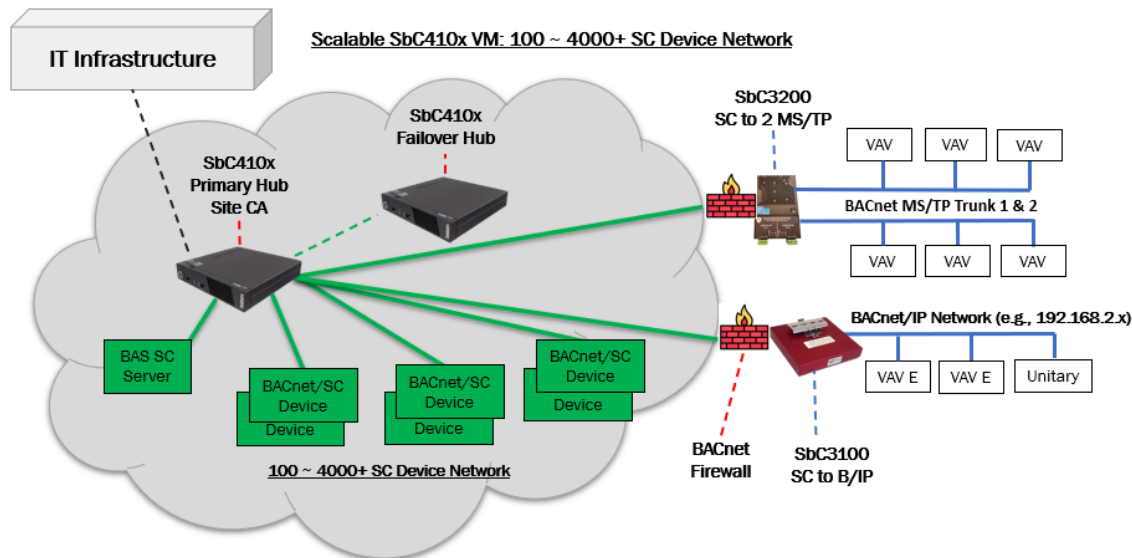 IT Infrastructure
Scalable SbC410x VM: 100 ~ 4000+ SC Device Network
SbC410x
Failover Hub
SbC410x
Primary Hub
Site CA
SbC3200
SC to 2 MS/TP
VAV
VAV
VAV
BACnet MS/TP Trunk 1 & 2
VAV
VAV
VAV
BACnet/IP Network (e.g., 192.168.2.x)
VAV E
VAV E
Unitary
BAS SC
Server
BACnet/SC
Device
Device
BACnet/SC
Device
Device
BACnet/SC
Device
Device
100 ~ 4000+ SC Device Network
BACnet
Firewall
SbC3100
SC to B/IP